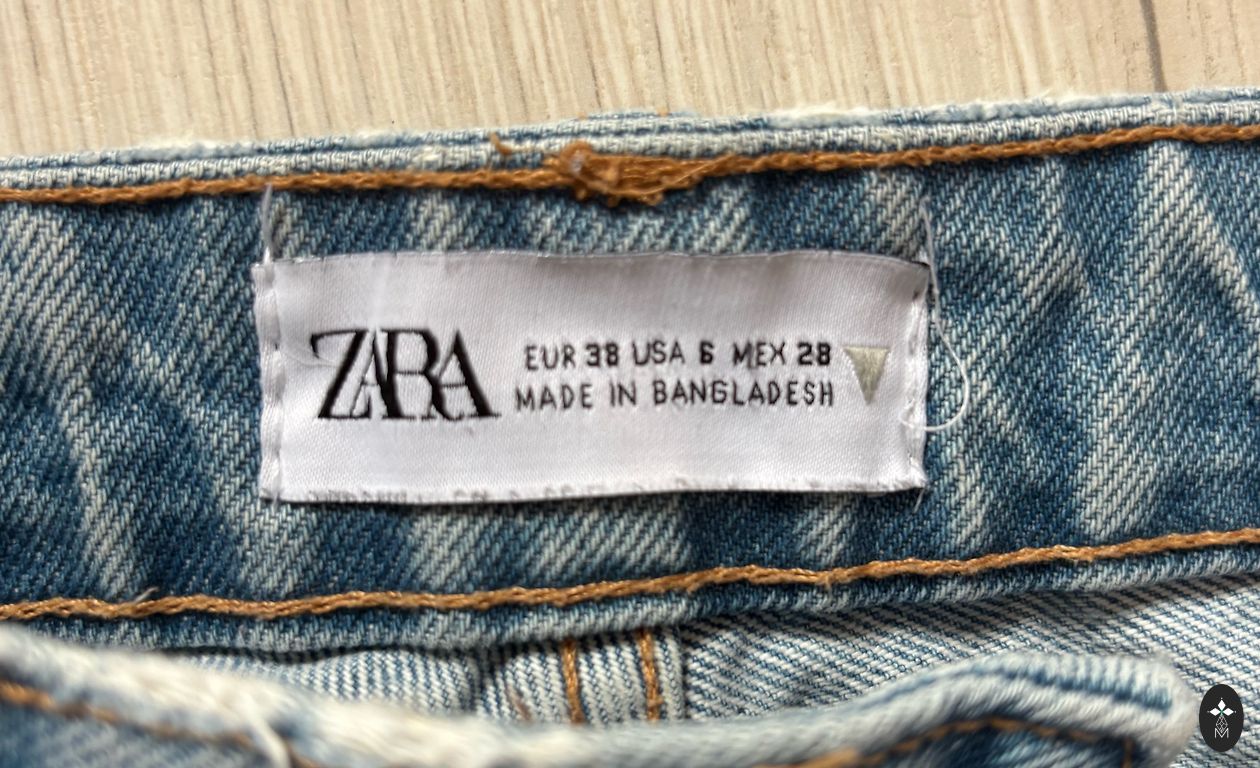 ZARA
EUR 38 USA 6 MEX 28
MADE IN BANGLADESH
M